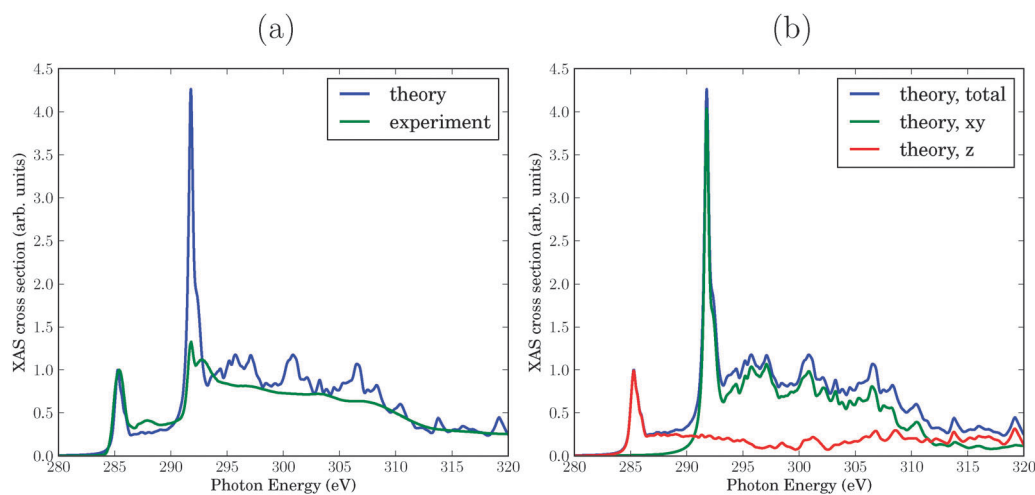 (a)
4.5
4.0
3.5
3.0
2.5
2.0
1.5
1.0
0.5
0.0
XAS cross section (arb. units)
theory
experiment
280 285 290 295 300 305 310 315 320
Photon Energy (eV)
(b)
4.5
4.0
3.5
3.0
2.5
2.0
1.5
1.0
0.5
0.0
XAS cross section (arb. units)
theory, total
theory, xy
theory, z
280 285 290 295 300 305 310 315 320
Photon Energy (eV)